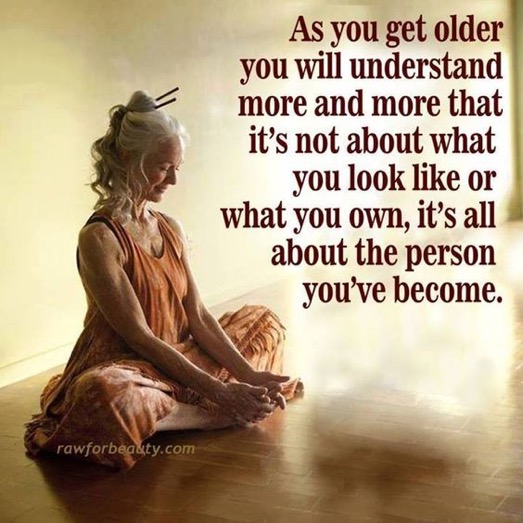 As you get older
you will understand
more and more that
it's not about what
you look like or
what you own, it's all
about the person
you've become.
rawforbeauty.com